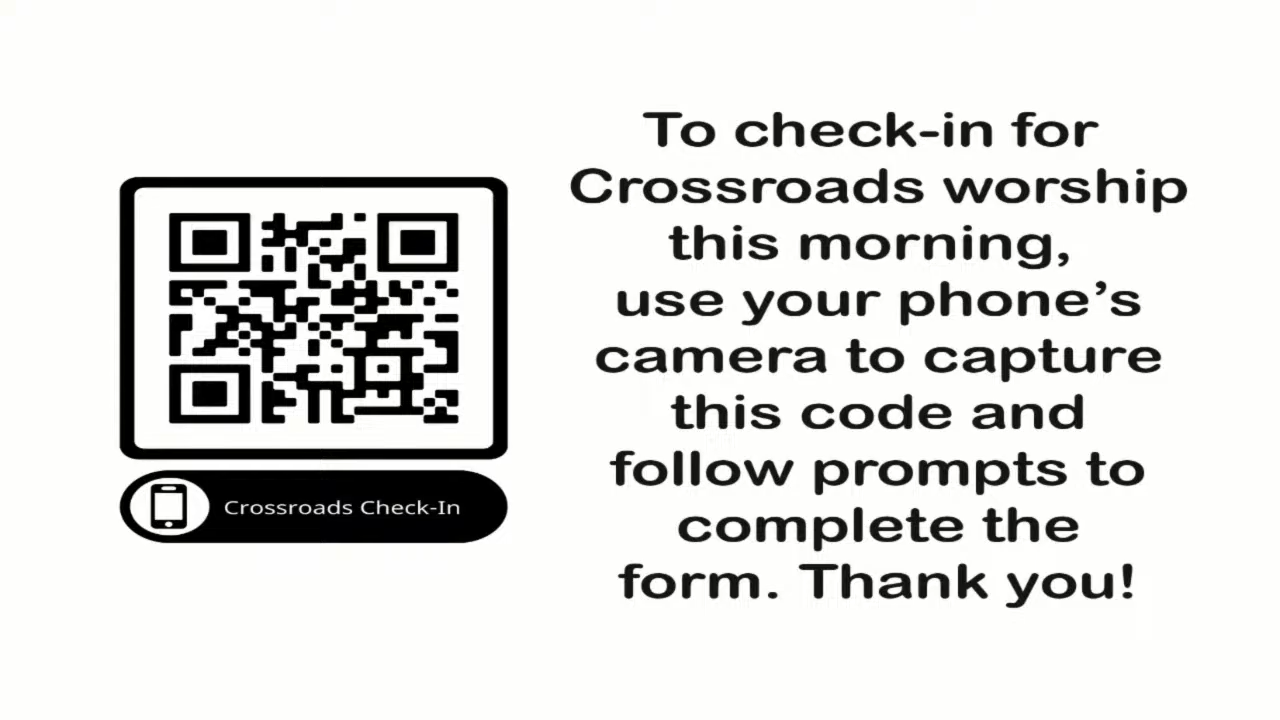 To check-in for
Crossroads worship
this morning,
use your phone’s
camera to capture
this code and
follow prompts to
complete the
form. Thank you!
Crossroads Check-In